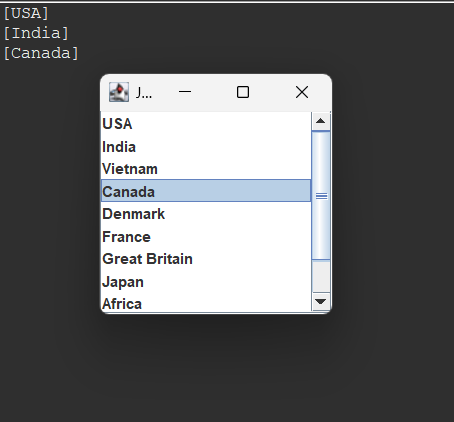 [USA]
[India]
[Canada]
J...
USA
India
Vietnam
Canada
Denmark
France
Great Britain
Japan
Africa